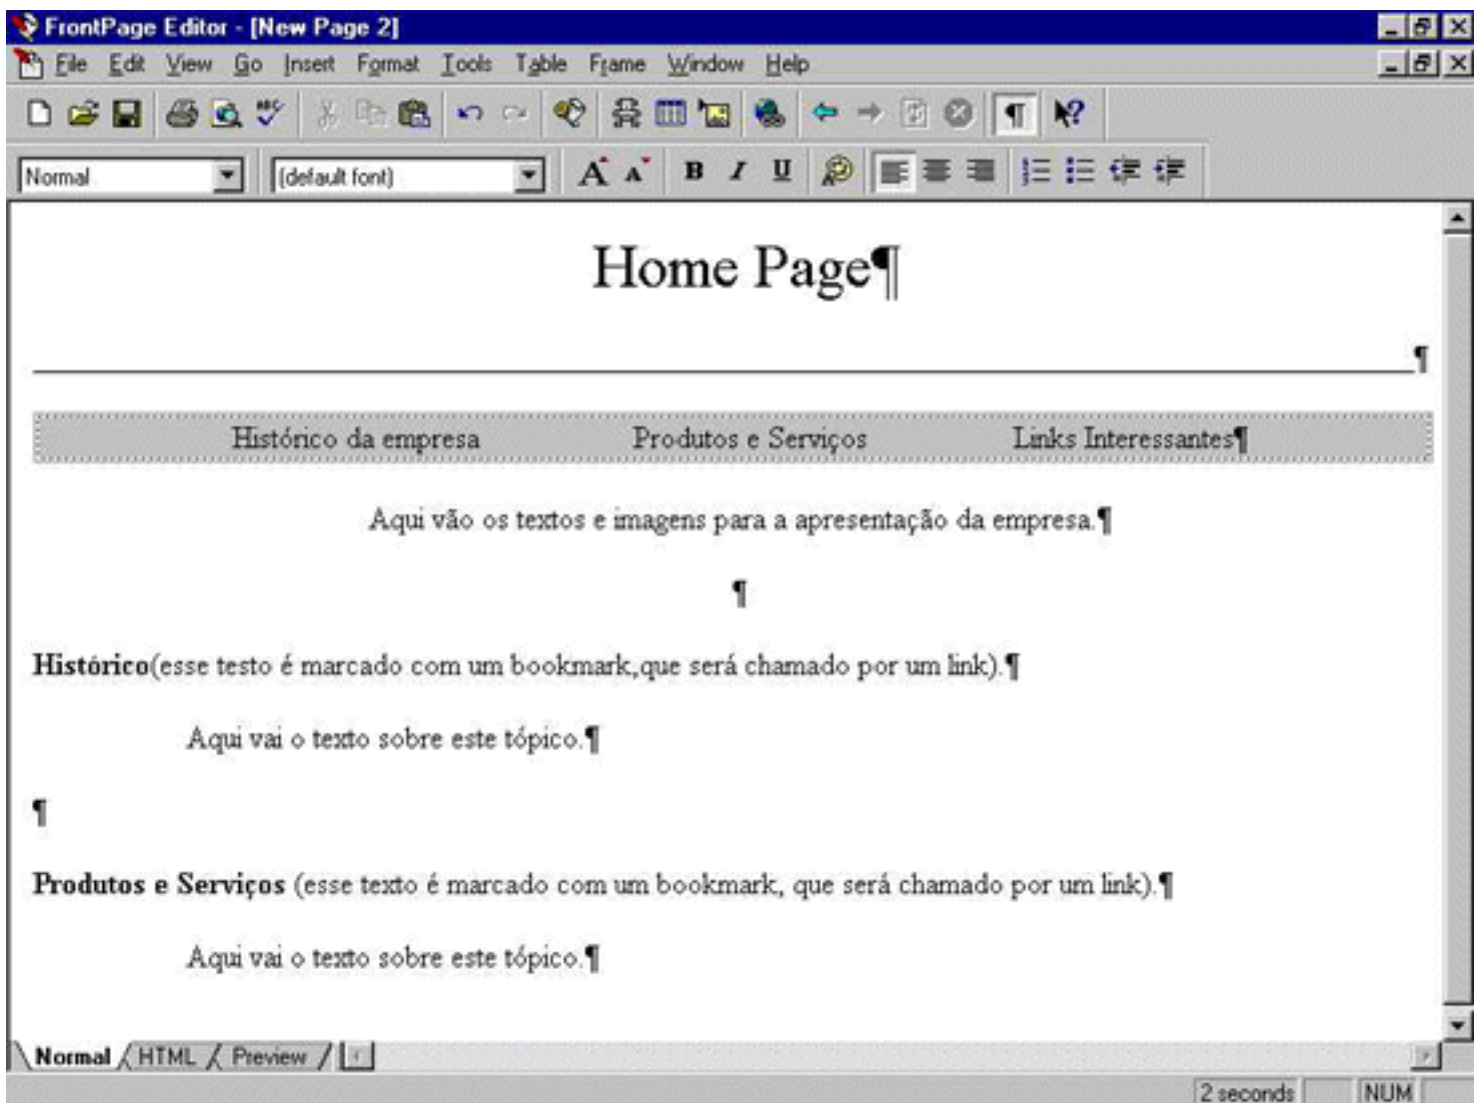 FrontPage Editor - [New Page 2]
File Edit View Go Insert Format Tools Table Frame Window Help
ABC
Normal (default font) A A B I U
Home Page¶
¶
Histórico da empresa Produtos e Serviços Links Interessantes¶
Aqui vão os textos e imagens para a apresentação da empresa.¶
¶
Histórico(esse testo é marcado com um bookmark,que será chamado por um link).¶
Aqui vai o texto sobre este tópico.¶
¶
Produtos e Serviços (esse texto é marcado com um bookmark, que será chamado por um link).¶
Aqui vai o texto sobre este tópico.¶
Normal HTML Preview
2 seconds NUM